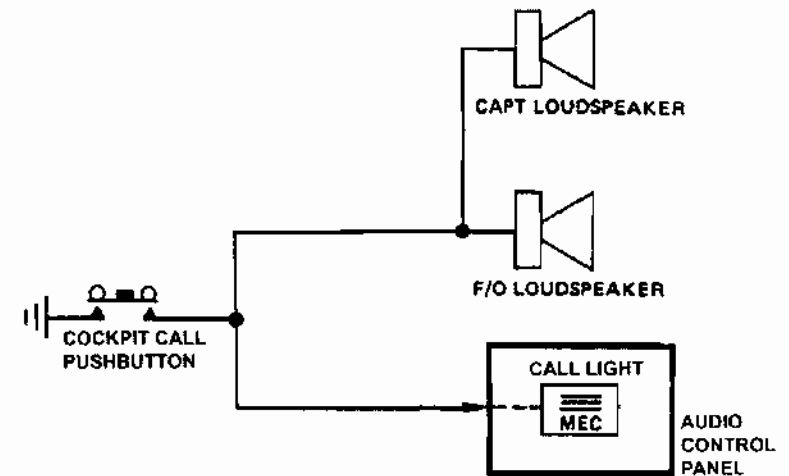 CAPT LOUDSPEAKER
F/O LOUDSPEAKER
COCKPIT CALL
PUSHBUTTON
CALL LIGHT
MEC
AUDIO
CONTROL
PANEL